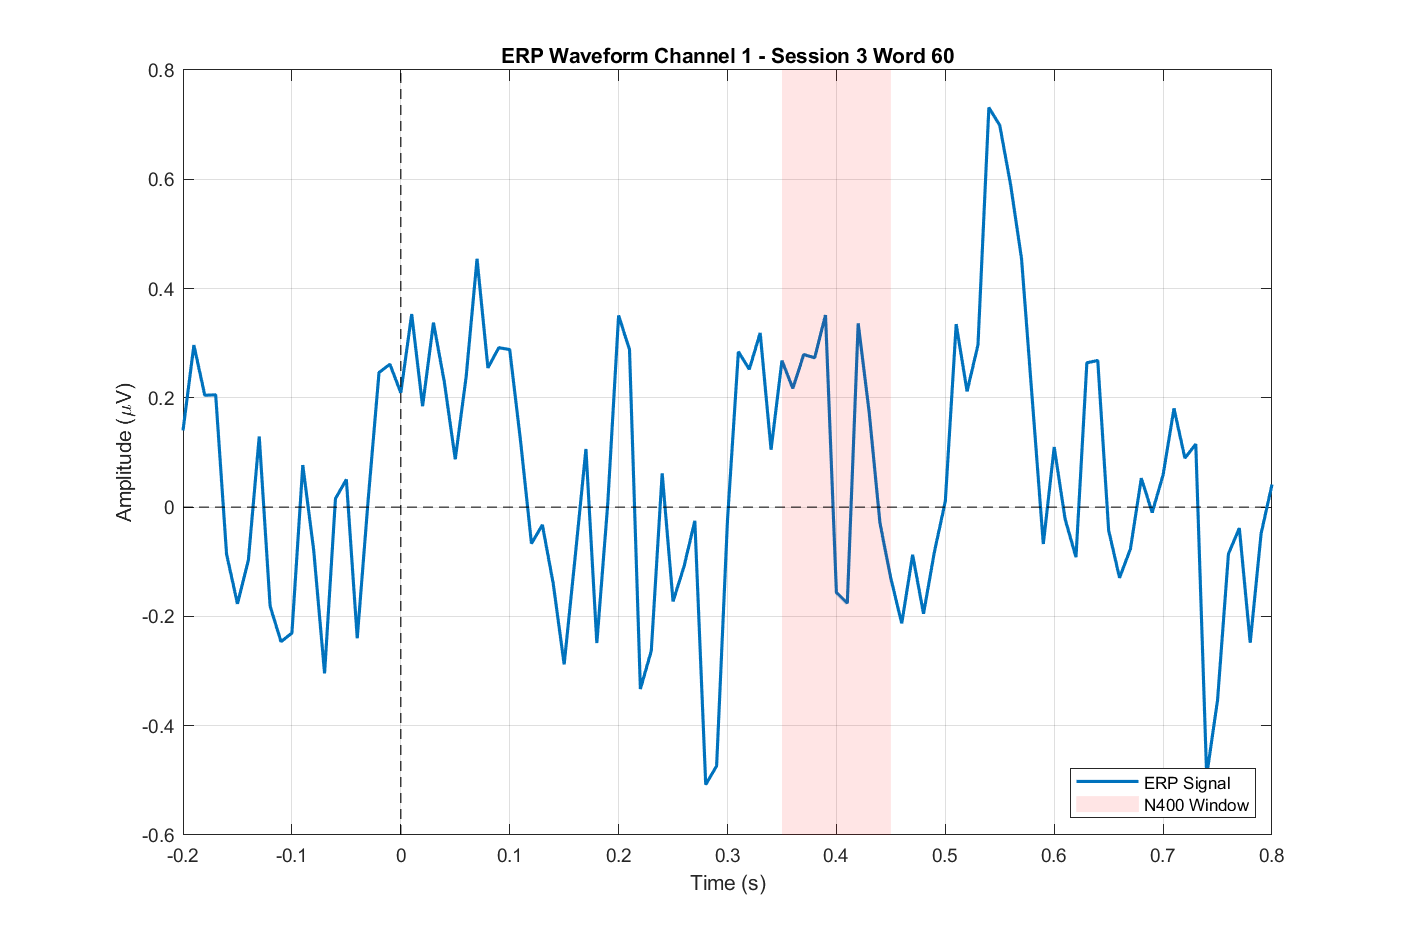 ERP Waveform Channel 1 - Session 3 Word 60
Amplitude (μV)
0.8
0.6
0.4
0.2
0
-0.2
-0.4
-0.6
ERP Signal
N400 Window
-0.2 -0.1 0 0.1 0.2 0.3 0.4 0.5 0.6 0.7 0.8
Time (s)